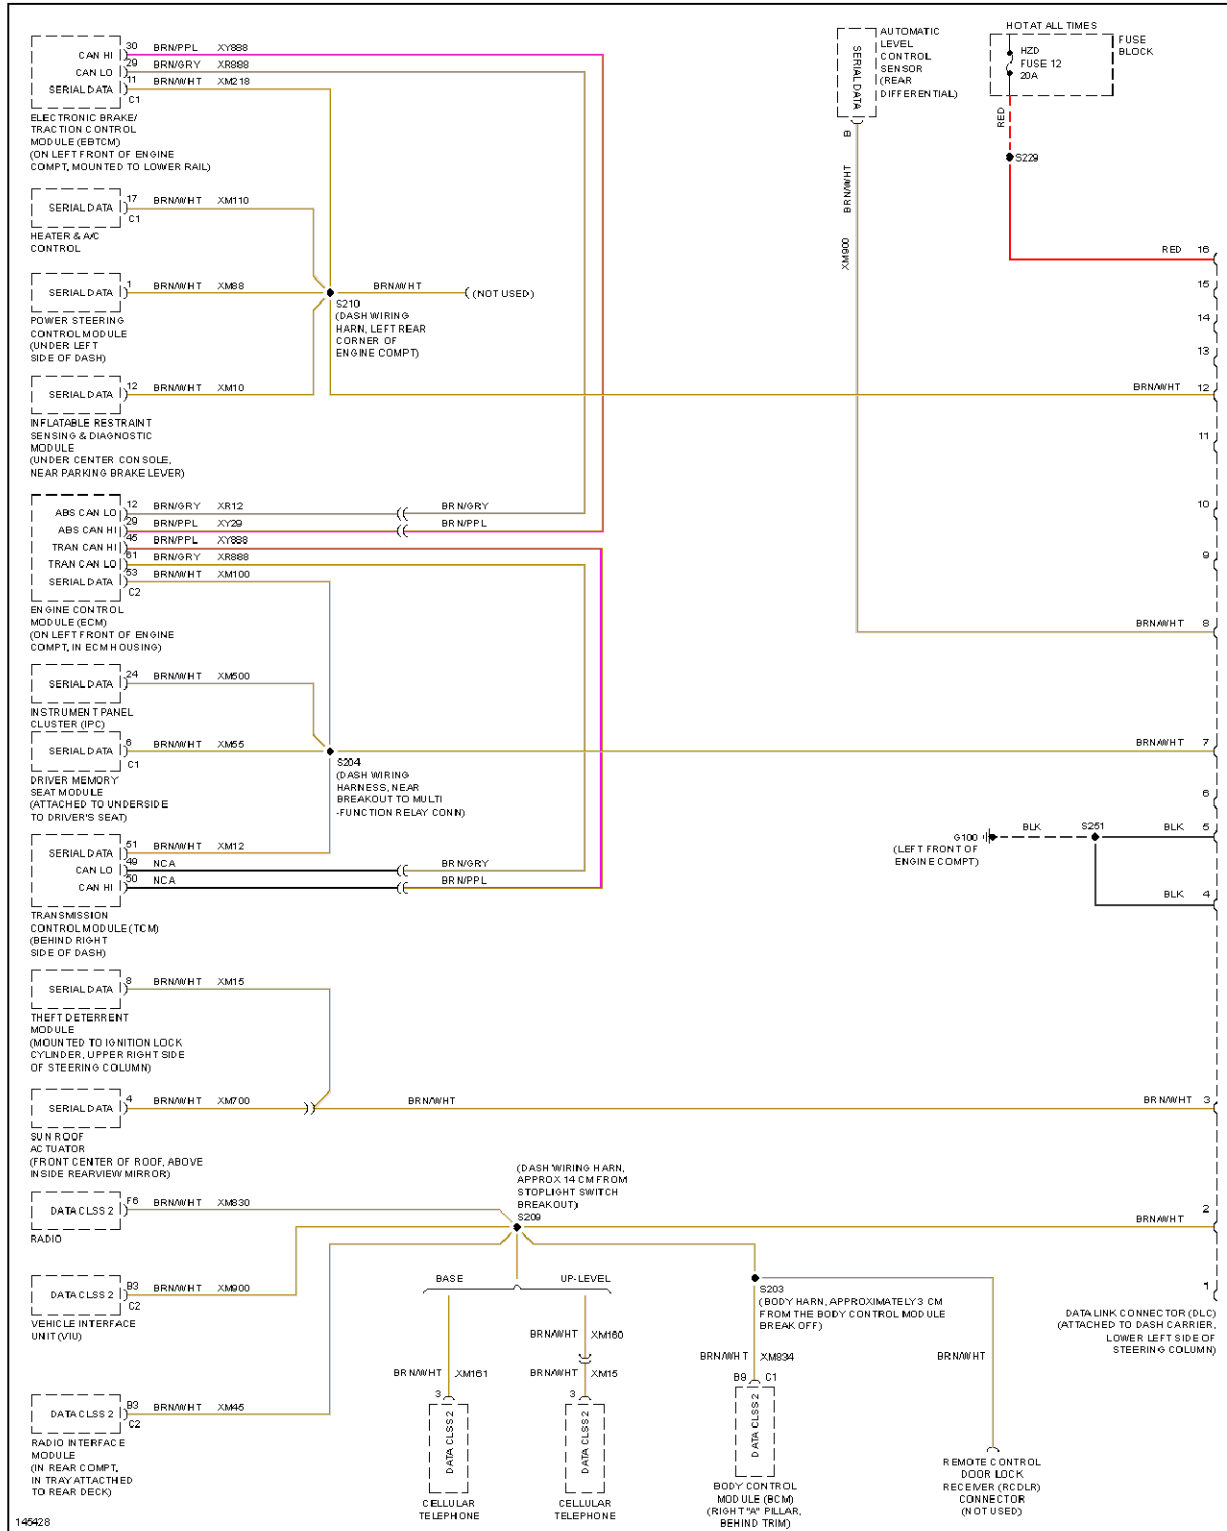 30 BRN/PPL XY888
CAN HI
29 BRN/GRY XR888
CAN LO
11 BRN/WHT XM218
SERIAL DATA
C1
ELECTRONIC BRAKE/
TRACTION CONTROL
MODULE (EBTCM)
(ON LEFT FRONT OF ENGINE
COMPT, MOUNTED TO LOWER RAIL)
17 BRN/WHT XM110
SERIAL DATA
C1
HEATER & A/C
CONTROL
1 BRN/WHT XM88
SERIAL DATA
POWER STEERING
CONTROL MODULE
(UNDER LEFT
SIDE OF DASH)
BRN/WHT
(NOT USED)
S210
(DASH WIRING
HARN, LEFT REAR
CORNER OF
ENGINE COMPT)
12 BRN/WHT XM10
SERIAL DATA
INFLATABLE RESTRAINT
SENSING & DIAGNOSTIC
MODULE
(UNDER CENTER CONSOLE,
NEAR PARKING BRAKE LEVER)
12 BRN/GRY XR12 BRN/GRY
ABS CAN LO
29 BRN/PPL XY29 BRN/PPL
ABS CAN HI
45 BRN/PPL XY888
TRAN CAN HI
61 BRN/GRY XR888
TRAN CAN LO
53 BRN/WHT XM100
SERIAL DATA
C2
ENGINE CONTROL
MODULE (ECM)
(ON LEFT FRONT OF ENGINE
COMPT, IN ECM HOUSING)
24 BRN/WHT XM500
SERIAL DATA
INSTRUMENT PANEL
CLUSTER (IPC)
6 BRN/WHT XM55
SERIAL DATA
C1
DRIVER MEMORY
SEAT MODULE
(ATTACHED TO UNDERSIDE
TO DRIVER'S SEAT)
S204
(DASH WIRING
HARNESS, NEAR
BREAKOUT TO MULTI
-FUNCTION RELAY CONN)
51 BRN/WHT XM12
SERIAL DATA
49 NCA BRN/GRY
CAN LO
50 NCA BRN/PPL
CAN HI
TRANSMISSION
CONTROL MODULE (TCM)
(BEHIND RIGHT
SIDE OF DASH)
8 BRN/WHT XM15
SERIAL DATA
THEFT DETERRENT
MODULE
(MOUNTED TO IGNITION LOCK
CYLINDER, UPPER RIGHT SIDE
OF STEERING COLUMN)
4 BRN/WHT XM700 BRN/WHT
SERIAL DATA
SUN ROOF
ACTUATOR
(FRONT CENTER OF ROOF, ABOVE
INSIDE REARVIEW MIRROR)
F6 BRN/WHT XM830
DATA CLSS 2
RADIO
B3 BRN/WHT XM900
DATA CLSS 2
C2
VEHICLE INTERFACE
UNIT (VIU)
B3 BRN/WHT XM45
DATA CLSS 2
C2
RADIO INTERFACE
MODULE
(IN REAR COMPT,
IN TRAY ATTACTHED
TO REAR DECK)
145428
AUTOMATIC
LEVEL
CONTROL
SENSOR
(REAR
DIFFERENTIAL)
SERIAL DATA
B
BRN/WHT
XM900
HOT AT ALL TIMES
HZD
FUSE 12
20A
FUSE
BLOCK
RED
S229
RED 16
15
14
13
BRN/WHT 12
11
10
9
BRN/WHT 8
BRN/WHT 7
6
G100 BLK S251 BLK 5
(LEFT FRONT OF
ENGINE COMPT)
BLK 4
BRN/WHT 3
BRN/WHT 2
1
DATA LINK CONNECTOR (DLC)
(ATTACHED TO DASH CARRIER,
LOWER LEFT SIDE OF
STEERING COLUMN)
(DASH WIRING HARN,
APPROX 14 CM FROM
STOPLIGHT SWITCH
BREAKOUT)
S209
BASE UP-LEVEL
BRN/WHT XM161
3
DATA CLSS 2
CELLULAR
TELEPHONE
BRN/WHT XM160
BRN/WHT XM15
3
DATA CLSS 2
CELLULAR
TELEPHONE
S203
(BODY HARN, APPROXIMATELY 3 CM
FROM THE BODY CONTROL MODULE
BREAK OFF)
BRN/WHT XM834
B9 C1
DATA CLSS 2
BODY CONTROL
MODULE (BCM)
(RIGHT "A" PILLAR,
BEHIND TRIM)
BRN/WHT
REMOTE CONTROL
DOOR LOCK
RECEIVER (RCDLR)
CONNECTOR
(NOT USED)